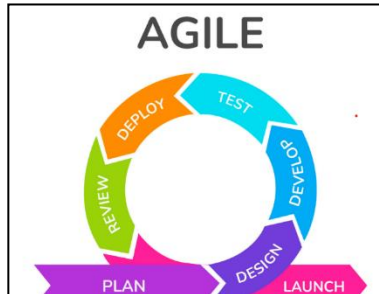 AGILE
PLAN
DESIGN
DEVELOP
TEST
DEPLOY
REVIEW
LAUNCH